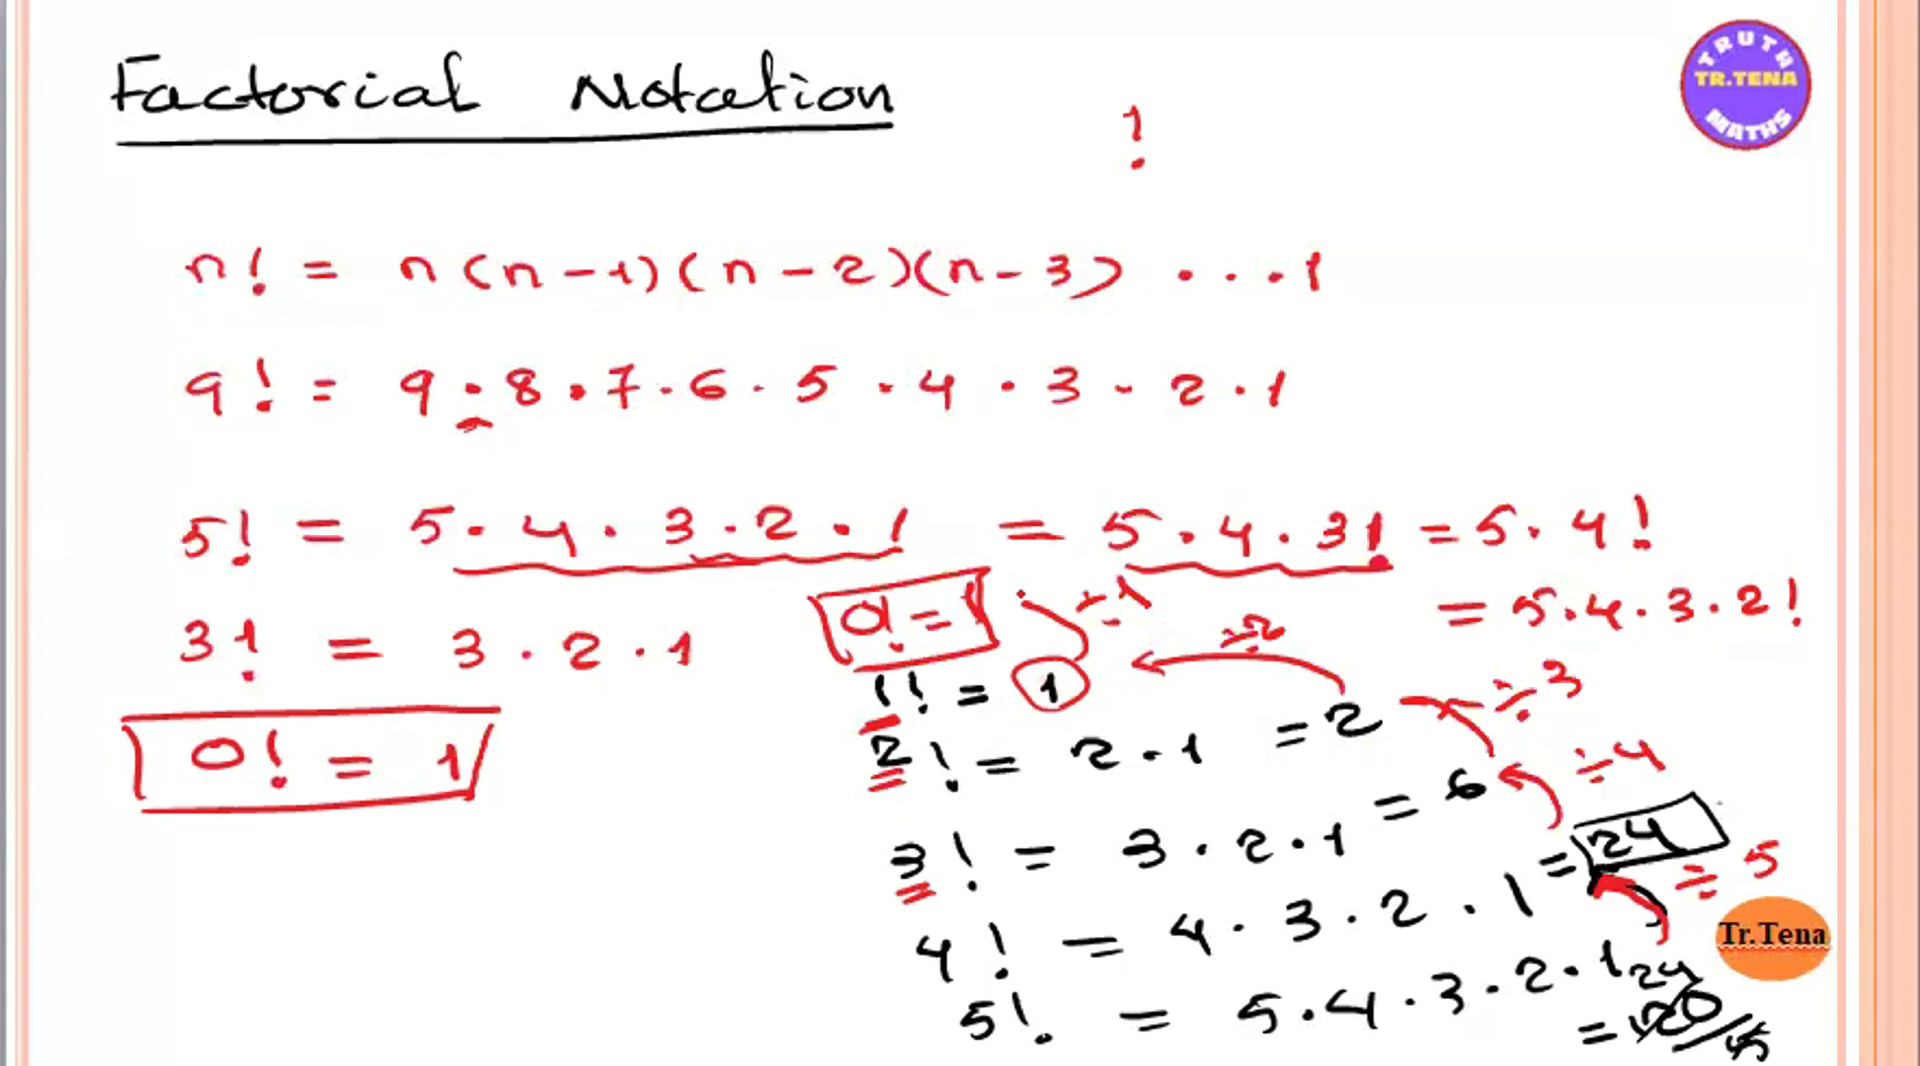 Factorial Notation
!
TRUTH
TR.TENA
MATHS
n! = n(n-1)(n-2)(n-3) ...1
9! = 9·8·7·6·5·4·3·2·1
5! = 5·4·3·2·1 = 5·4·3! = 5·4!
= 5·4·3·2!
3! = 3·2·1
0! = 1
0! = 1 ÷1
1! = 1 ÷2
2! = 2·1 = 2 ÷3
3! = 3·2·1 = 6 ÷4
4! = 4·3·2·1 = 24 ÷5
5! = 5·4·3·2·1
24
= 120/5
Tr.Tena